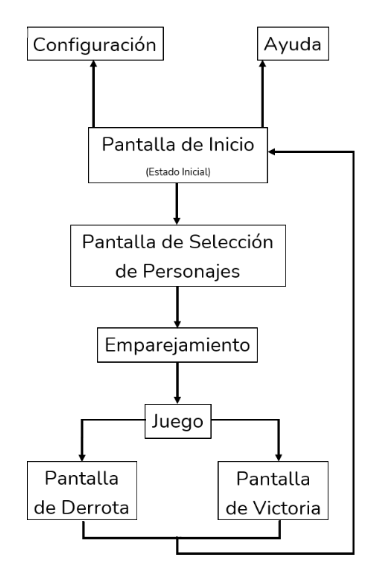 Configuración
Ayuda
Pantalla de Inicio
(Estado Inicial)
Pantalla de Selección
de Personajes
Emparejamiento
Juego
Pantalla
de Derrota
Pantalla
de Victoria